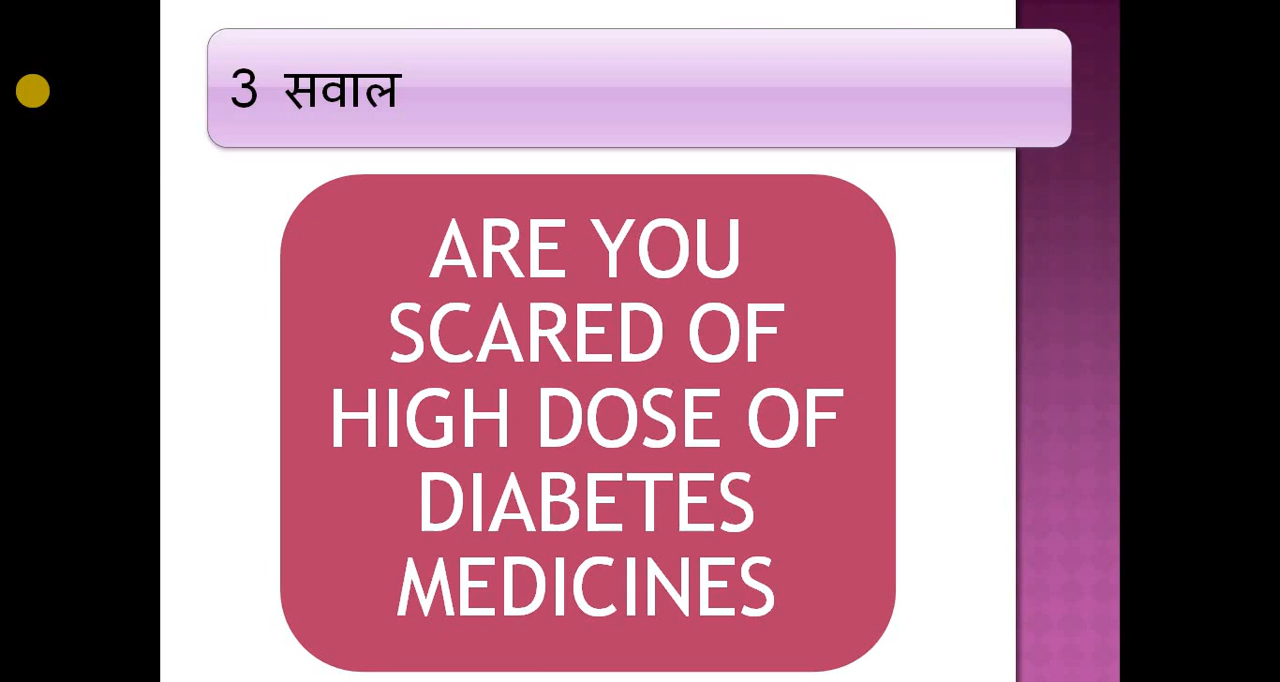 3 सवाल
ARE YOU
SCARED OF
HIGH DOSE OF
DIABETES
MEDICINES